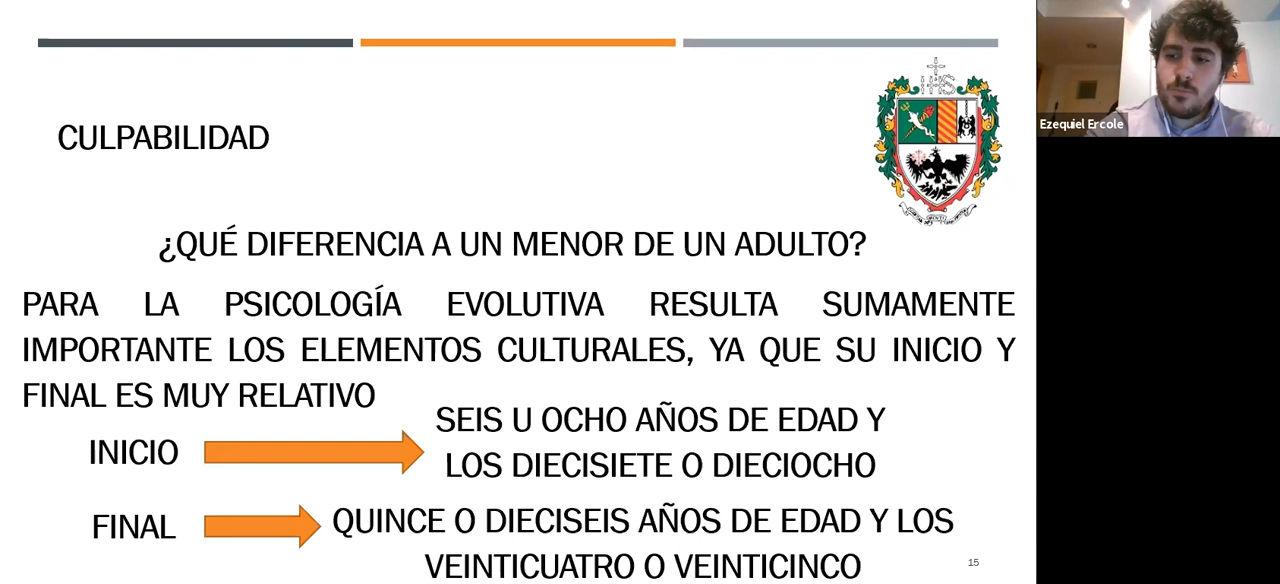 CULPABILIDAD
IHS
Ezequiel Ercole
¿QUÉ DIFERENCIA A UN MENOR DE UN ADULTO?
PARA LA PSICOLOGÍA EVOLUTIVA RESULTA SUMAMENTE
IMPORTANTE LOS ELEMENTOS CULTURALES, YA QUE SU INICIO Y
FINAL ES MUY RELATIVO
INICIO
SEIS U OCHO AÑOS DE EDAD Y
LOS DIECISIETE O DIECIOCHO
FINAL
QUINCE O DIECISEIS AÑOS DE EDAD Y LOS
VEINTICUATRO O VEINTICINCO
15